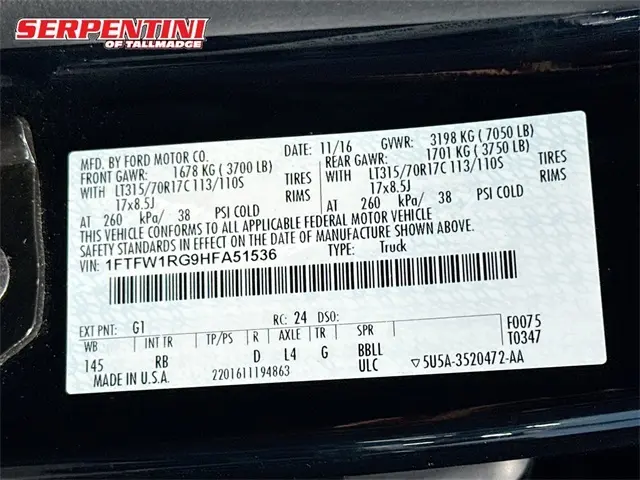 SERPENTINI
OF TALLMADGE
MFD. BY FORD MOTOR CO.
DATE: 11/16 GVWR: 3198 KG ( 7050 LB)
FRONT GAWR: 1678 KG ( 3700 LB)
REAR GAWR: 1701 KG ( 3750 LB)
WITH LT315/70R17C 113/110S TIRES
WITH LT315/70R17C 113/110S TIRES
17x8.5J RIMS
17x8.5J RIMS
AT 260 kPa/ 38 PSI COLD
AT 260 kPa/ 38 PSI COLD
THIS VEHICLE CONFORMS TO ALL APPLICABLE FEDERAL MOTOR VEHICLE
SAFETY STANDARDS IN EFFECT ON THE DATE OF MANUFACTURE SHOWN ABOVE.
VIN: 1FTFW1RG9HFA51536 TYPE: Truck
EXT PNT: G1 RC: 24 DSO: F0075
WB INT TR TP/PS R AXLE TR SPR T0347
145 RB D L4 G BBLL
ULC ▽5U5A-3520472-AA
MADE IN U.S.A. 2201611194863